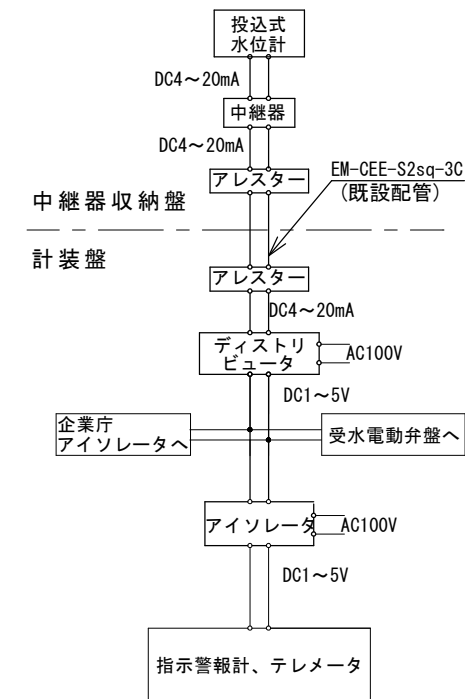 投込式
水位計
DC4～20mA
中継器
DC4～20mA
アレスター
EM-CEE-S2sq-3C
(既設配管)
中継器収納盤
計装盤
アレスター
DC4～20mA
ディストリ
ビュータ
AC100V
DC1～5V
企業庁
アイソレータへ
受水電動弁盤へ
アイソレータ
AC100V
DC1～5V
指示警報計、テレメータ